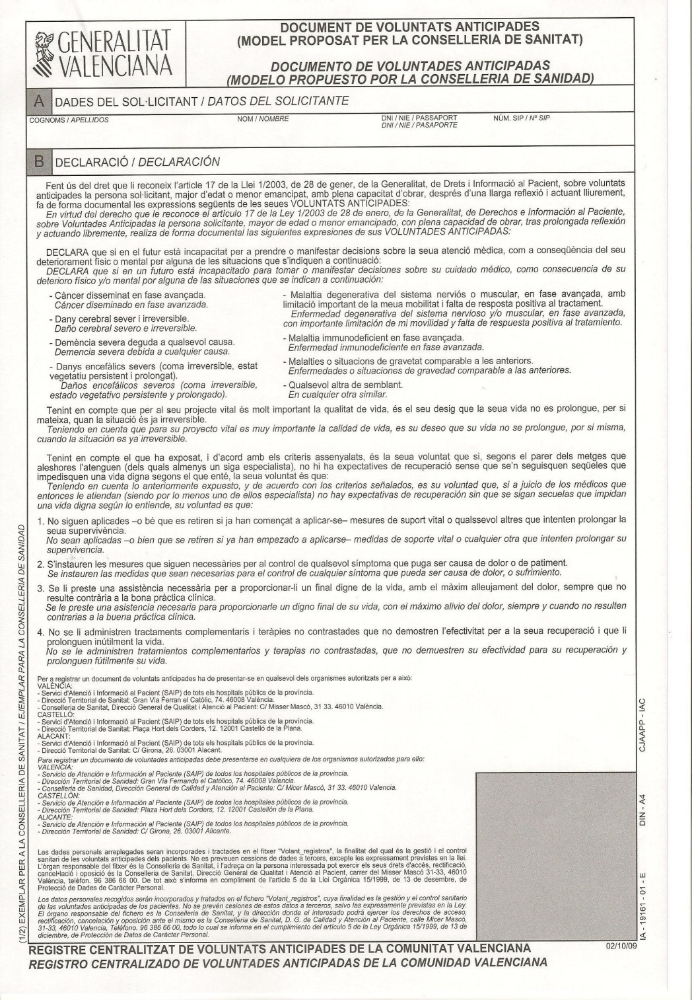 GENERALITAT
VALENCIANA
DOCUMENT DE VOLUNTATS ANTICIPADES
(MODEL PROPOSAT PER LA CONSELLERIA DE SANITAT)
DOCUMENTO DE VOLUNTADES ANTICIPADAS
(MODELO PROPUESTO POR LA CONSELLERIA DE SANIDAD)
A DADES DEL SOL·LICITANT / DATOS DEL SOLICITANTE
COGNOMS / APELLIDOS NOM / NOMBRE DNI / NIE / PASSAPORT NÚM. SIP / Nº SIP
DNI / NIE / PASAPORTE
B DECLARACIÓ / DECLARACIÓN
Fent ús del dret que li reconeix l'article 17 de la Llei 1/2003, de 28 de gener, de la Generalitat, de Drets i Informació al Pacient, sobre voluntats
anticipades la persona sol·licitant, major d'edat o menor emancipat, amb plena capacitat d'obrar, després d'una llarga reflexió i actuant lliurement,
fa de forma documental les expressions següents de les seues VOLUNTATS ANTICIPADES:
En virtud del derecho que le reconoce el artículo 17 de la Ley 1/2003 de 28 de enero, de la Generalitat, de Derechos e Información al Paciente,
sobre Voluntades Anticipadas la persona solicitante, mayor de edad o menor emancipado, con plena capacidad de obrar, tras prolongada reflexión
y actuando libremente, realiza de forma documental las siguientes expresiones de sus VOLUNTADES ANTICIPADAS:
DECLARA que si en el futur està incapacitat per a prendre o manifestar decisions sobre la seua atenció mèdica, com a conseqüència del seu
deteriorament físic o mental per alguna de les situacions que s'indiquen a continuació:
DECLARA que si en un futuro está incapacitado para tomar o manifestar decisiones sobre su cuidado médico, como consecuencia de su
deterioro físico y/o mental por alguna de las situaciones que se indican a continuación:
- Càncer disseminat en fase avançada.
Cáncer diseminado en fase avanzada.
- Dany cerebral sever i irreversible.
Daño cerebral severo e irreversible.
- Demència severa deguda a qualsevol causa.
Demencia severa debida a cualquier causa.
- Danys encefàlics severs (coma irreversible, estat
vegetatiu persistent i prolongat).
Daños encefálicos severos (coma irreversible,
estado vegetativo persistente y prolongado).
- Malaltia degenerativa del sistema nerviós o muscular, en fase avançada, amb
limitació important de la meua mobilitat i falta de resposta positiva al tractament.
Enfermedad degenerativa del sistema nervioso y/o muscular, en fase avanzada,
con importante limitación de mi movilidad y falta de respuesta positiva al tratamiento.
- Malaltia immunodeficient en fase avançada.
Enfermedad inmunodeficiente en fase avanzada.
- Malalties o situacions de gravetat comparable a les anteriors.
Enfermedades o situaciones de gravedad comparable a las anteriores.
- Qualsevol altra de semblant.
En cualquier otra similar.
Tenint en compte que per al seu projecte vital és molt important la qualitat de vida, és el seu desig que la seua vida no es prolongue, per si
mateixa, quan la situació és ja irreversible.
Teniendo en cuenta que para su proyecto vital es muy importante la calidad de vida, es su deseo que su vida no se prolongue, por si misma,
cuando la situación es ya irreversible.
Tenint en compte el que ha exposat, i d'acord amb els criteris assenyalats, és la seua voluntat que si, segons el parer dels metges que
aleshores l'atenguen (dels quals almenys un siga especialista), no hi ha expectatives de recuperació sense que se'n seguisquen seqüeles que
impedisquen una vida digna segons el que enté, la seua voluntat és que:
Teniendo en cuenta lo anteriormente expuesto, y de acuerdo con los criterios señalados, es su voluntad que, si a juicio de los médicos que
entonces le atiendan (siendo por lo menos uno de ellos especialista) no hay expectativas de recuperación sin que se sigan secuelas que impidan
una vida digna según lo entiende, su voluntad es que:
1. No siguen aplicades –o bé que es retiren si ja han començat a aplicar-se– mesures de suport vital o qualssevol altres que intenten prolongar la
seua supervivència.
No sean aplicadas –o bien que se retiren si ya han empezado a aplicarse– medidas de soporte vital o cualquier otra que intenten prolongar su
supervivencia.
2. S'instauren les mesures que siguen necessàries per al control de qualsevol símptoma que puga ser causa de dolor o de patiment.
Se instauren las medidas que sean necesarias para el control de cualquier síntoma que pueda ser causa de dolor, o sufrimiento.
3. Se li preste una assistència necessària per a proporcionar-li un final digne de la vida, amb el màxim alleujament del dolor, sempre que no
resulte contrària a la bona pràctica clínica.
Se le preste una asistencia necesaria para proporcionarle un digno final de su vida, con el máximo alivio del dolor, siempre y cuando no resulten
contrarias a la buena práctica clínica.
4. No se li administren tractaments complementaris i teràpies no contrastades que no demostren l'efectivitat per a la seua recuperació i que li
prolonguen inútilment la vida.
No se le administren tratamientos complementarios y terapias no contrastadas, que no demuestren su efectividad para su recuperación y
prolonguen fútilmente su vida.
Per a registrar un document de voluntats anticipades ha de presentar-se en qualsevol dels organismes autoritzats per a això:
VALÈNCIA:
- Servici d'Atenció i Informació al Pacient (SAIP) de tots els hospitals públics de la província.
- Direcció Territorial de Sanitat: Gran Via Ferran el Catòlic, 74. 46008 València.
- Conselleria de Sanitat, Direcció General de Qualitat i Atenció al Pacient: C/ Misser Mascó, 31 33. 46010 València.
CASTELLÓ:
- Servici d'Atenció i Informació al Pacient (SAIP) de tots els hospitals públics de la província.
- Direcció Territorial de Sanitat: Plaça Hort dels Corders, 12. 12001 Castelló de la Plana.
ALACANT:
- Servici d'Atenció i Informació al Pacient (SAIP) de tots els hospitals públics de la província.
- Direcció Territorial de Sanitat: C/ Girona, 26. 03001 Alacant.
Para registrar un documento de voluntades anticipadas debe presentarse en cualquiera de los organismos autorizados para ello:
VALENCIA:
- Servicio de Atención e Información al Paciente (SAIP) de todos los hospitales públicos de la provincia.
- Dirección Territorial de Sanidad: Gran Vía Fernando el Católico, 74. 46008 Valencia.
- Conselleria de Sanidad, Dirección General de Calidad y Atención al Paciente: C/ Micer Mascó, 31 33. 46010 Valencia.
CASTELLÓN:
- Servicio de Atención e Información al Paciente (SAIP) de todos los hospitales públicos de la provincia.
- Dirección Territorial de Sanidad: Plaza Hort dels Corders, 12. 12001 Castellón de la Plana.
ALICANTE:
- Servicio de Atención e Información al Paciente (SAIP) de todos los hospitales públicos de la provincia.
- Dirección Territorial de Sanidad: C/ Girona, 26. 03001 Alicante.
Les dades personals arreplegades seran incorporades i tractades en el fitxer "Volant_registros", la finalitat del qual és la gestió i el control
sanitari de les voluntats anticipades dels pacients. No es preveuen cessions de dades a tercers, excepte les expressament previstes en la llei.
L'òrgan responsable del fitxer és la Conselleria de Sanitat, i l'adreça on la persona interessada pot exercir els seus drets d'accés, rectificació,
cancel•lació i oposició és la Conselleria de Sanitat, Direcció General de Qualitat i Atenció al Pacient, carrer del Misser Mascó 31-33, 46010
València, telèfon. 96 386 66 00. De tot això s'informa en compliment de l'article 5 de la Llei Orgànica 15/1999, de 13 de desembre, de
Protecció de Dades de Caràcter Personal.
Los datos personales recogidos serán incorporados y tratados en el fichero "Volant_registros", cuya finalidad es la gestión y el control sanitario
de las voluntades anticipadas de los pacientes. No se prevén cesiones de estos datos a terceros, salvo las expresamente previstas en la Ley.
El órgano responsable del fichero es la Conselleria de Sanidad, y la dirección donde el interesado podrá ejercer los derechos de acceso,
rectificación, cancelación y oposición ante el mismo es la Conselleria de Sanidad, D. G. de Calidad y Atención al Paciente, calle Micer Mascó,
31-33, 46010 Valencia, Teléfono. 96 386 66 00, todo lo cual se informa en el cumplimiento del artículo 5 de la Ley Orgánica 15/1999, de 13 de
diciembre, de Protección de Datos de Carácter Personal.
(1/2) EXEMPLAR PER A LA CONSELLERIA DE SANITAT / EJEMPLAR PARA LA CONSELLERIA DE SANIDAD
CJAAPP - IAC
DIN - A4
IA - 19161 - 01 - E
REGISTRE CENTRALITZAT DE VOLUNTATS ANTICIPADES DE LA COMUNITAT VALENCIANA
02/10/09
REGISTRO CENTRALIZADO DE VOLUNTADES ANTICIPADAS DE LA COMUNIDAD VALENCIANA